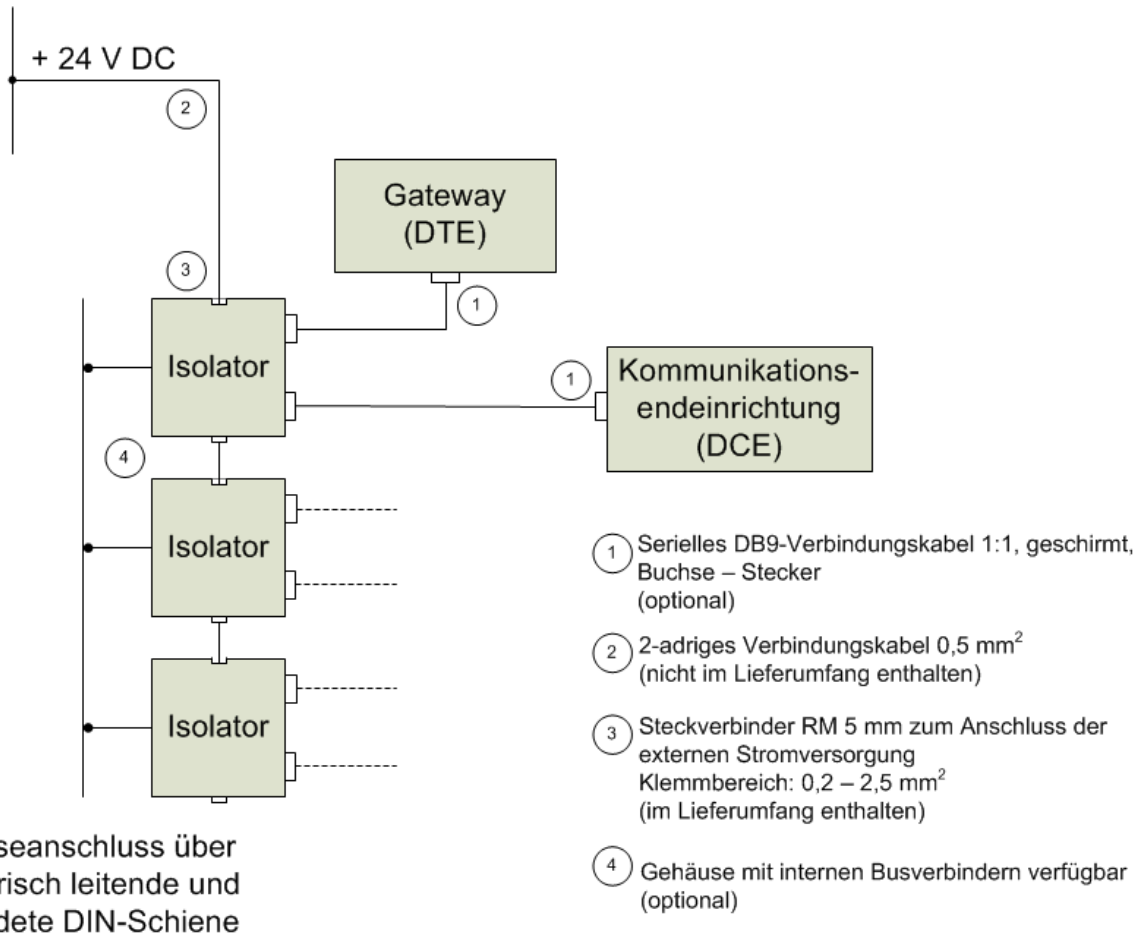 + 24 V DC
2
Gateway
(DTE)
3
1
Isolator
Kommunikations-
endeinrichtung
(DCE)
1
4
Isolator
Isolator
1 Serielles DB9-Verbindungskabel 1:1, geschirmt,
Buchse – Stecker
(optional)
2 2-adriges Verbindungskabel 0,5 mm²
(nicht im Lieferumfang enthalten)
3 Steckverbinder RM 5 mm zum Anschluss der
externen Stromversorgung
Klemmbereich: 0,2 – 2,5 mm²
(im Lieferumfang enthalten)
4 Gehäuse mit internen Busverbindern verfügbar
(optional)
seanschluss über
risch leitende und
dete DIN-Schiene